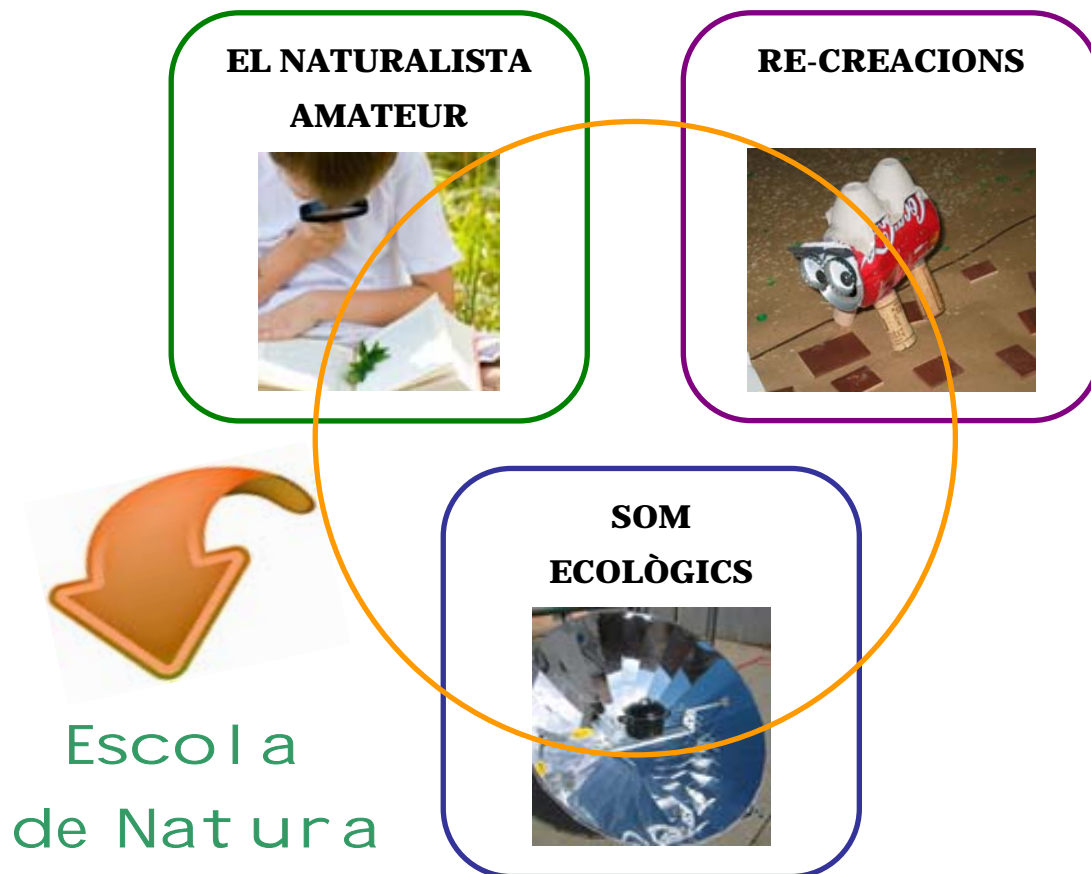 EL NATURALISTA
AMATEUR
RE-CREACIONS
SOM
ECOLÒGICS
Escola
de Natura